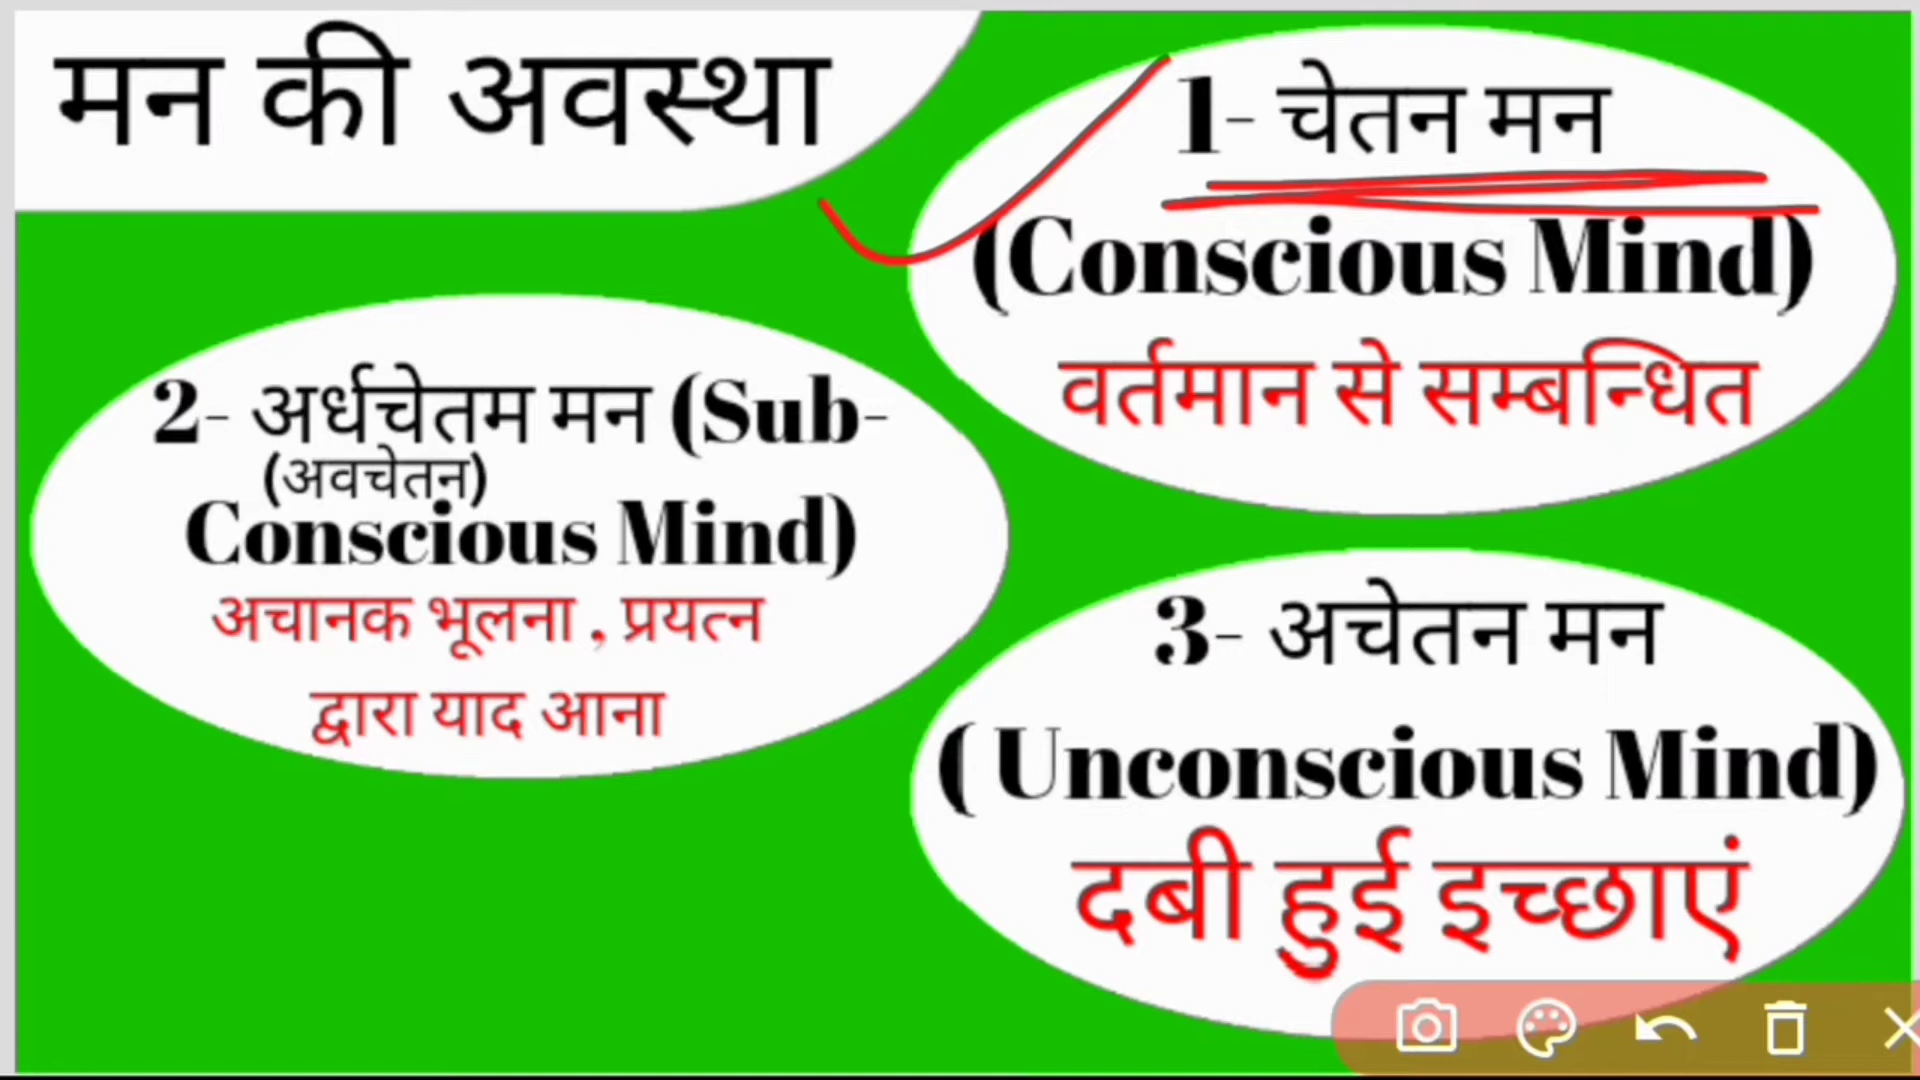 मन की अवस्था
1- चेतन मन
(Conscious Mind)
वर्तमान से सम्बन्धित
2- अर्धचेतम मन (Sub-
(अवचेतन)
Conscious Mind)
अचानक भूलना , प्रयत्न
द्वारा याद आना
3- अचेतन मन
( Unconscious Mind)
दबी हुई इच्छाएं